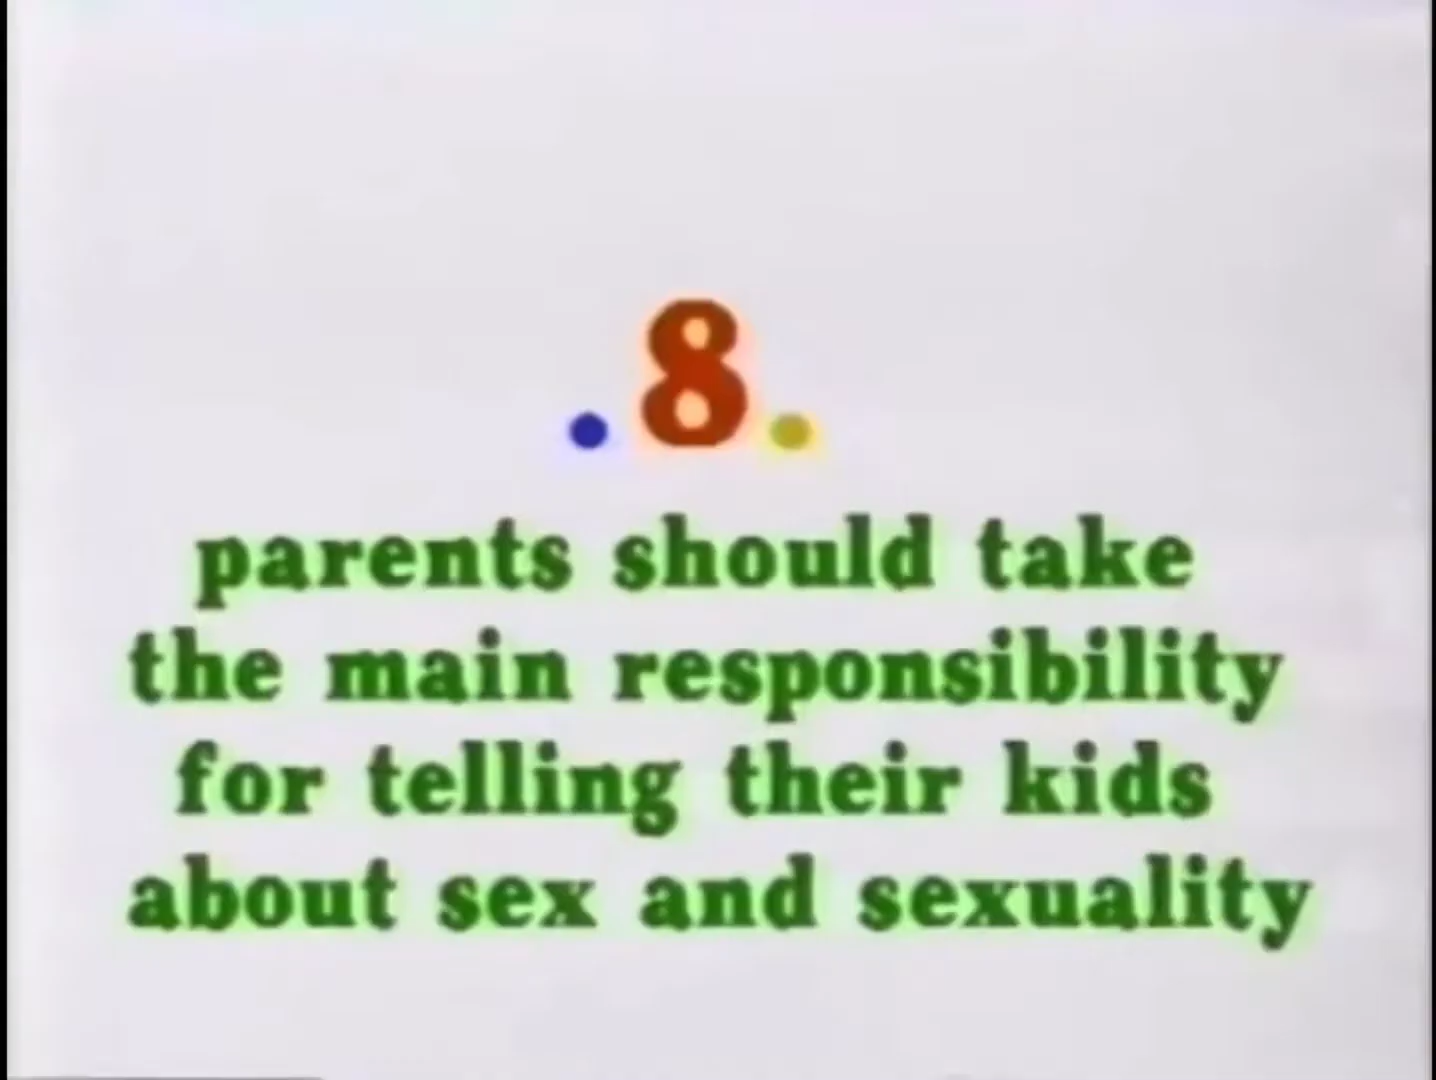 .8.
parents should take
the main responsibility
for telling their kids
about sex and sexuality